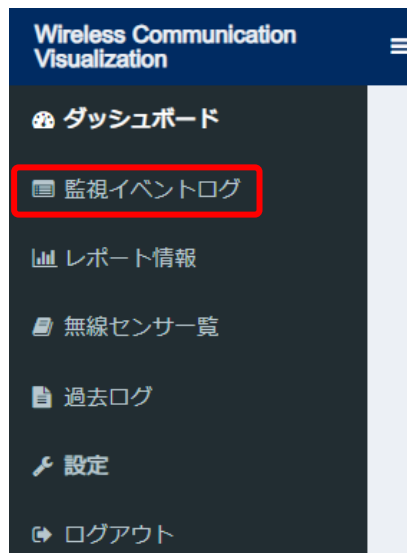 Wireless Communication
Visualization
ダッシュボード
監視イベントログ
レポート情報
無線センサ一覧
過去ログ
設定
ログアウト